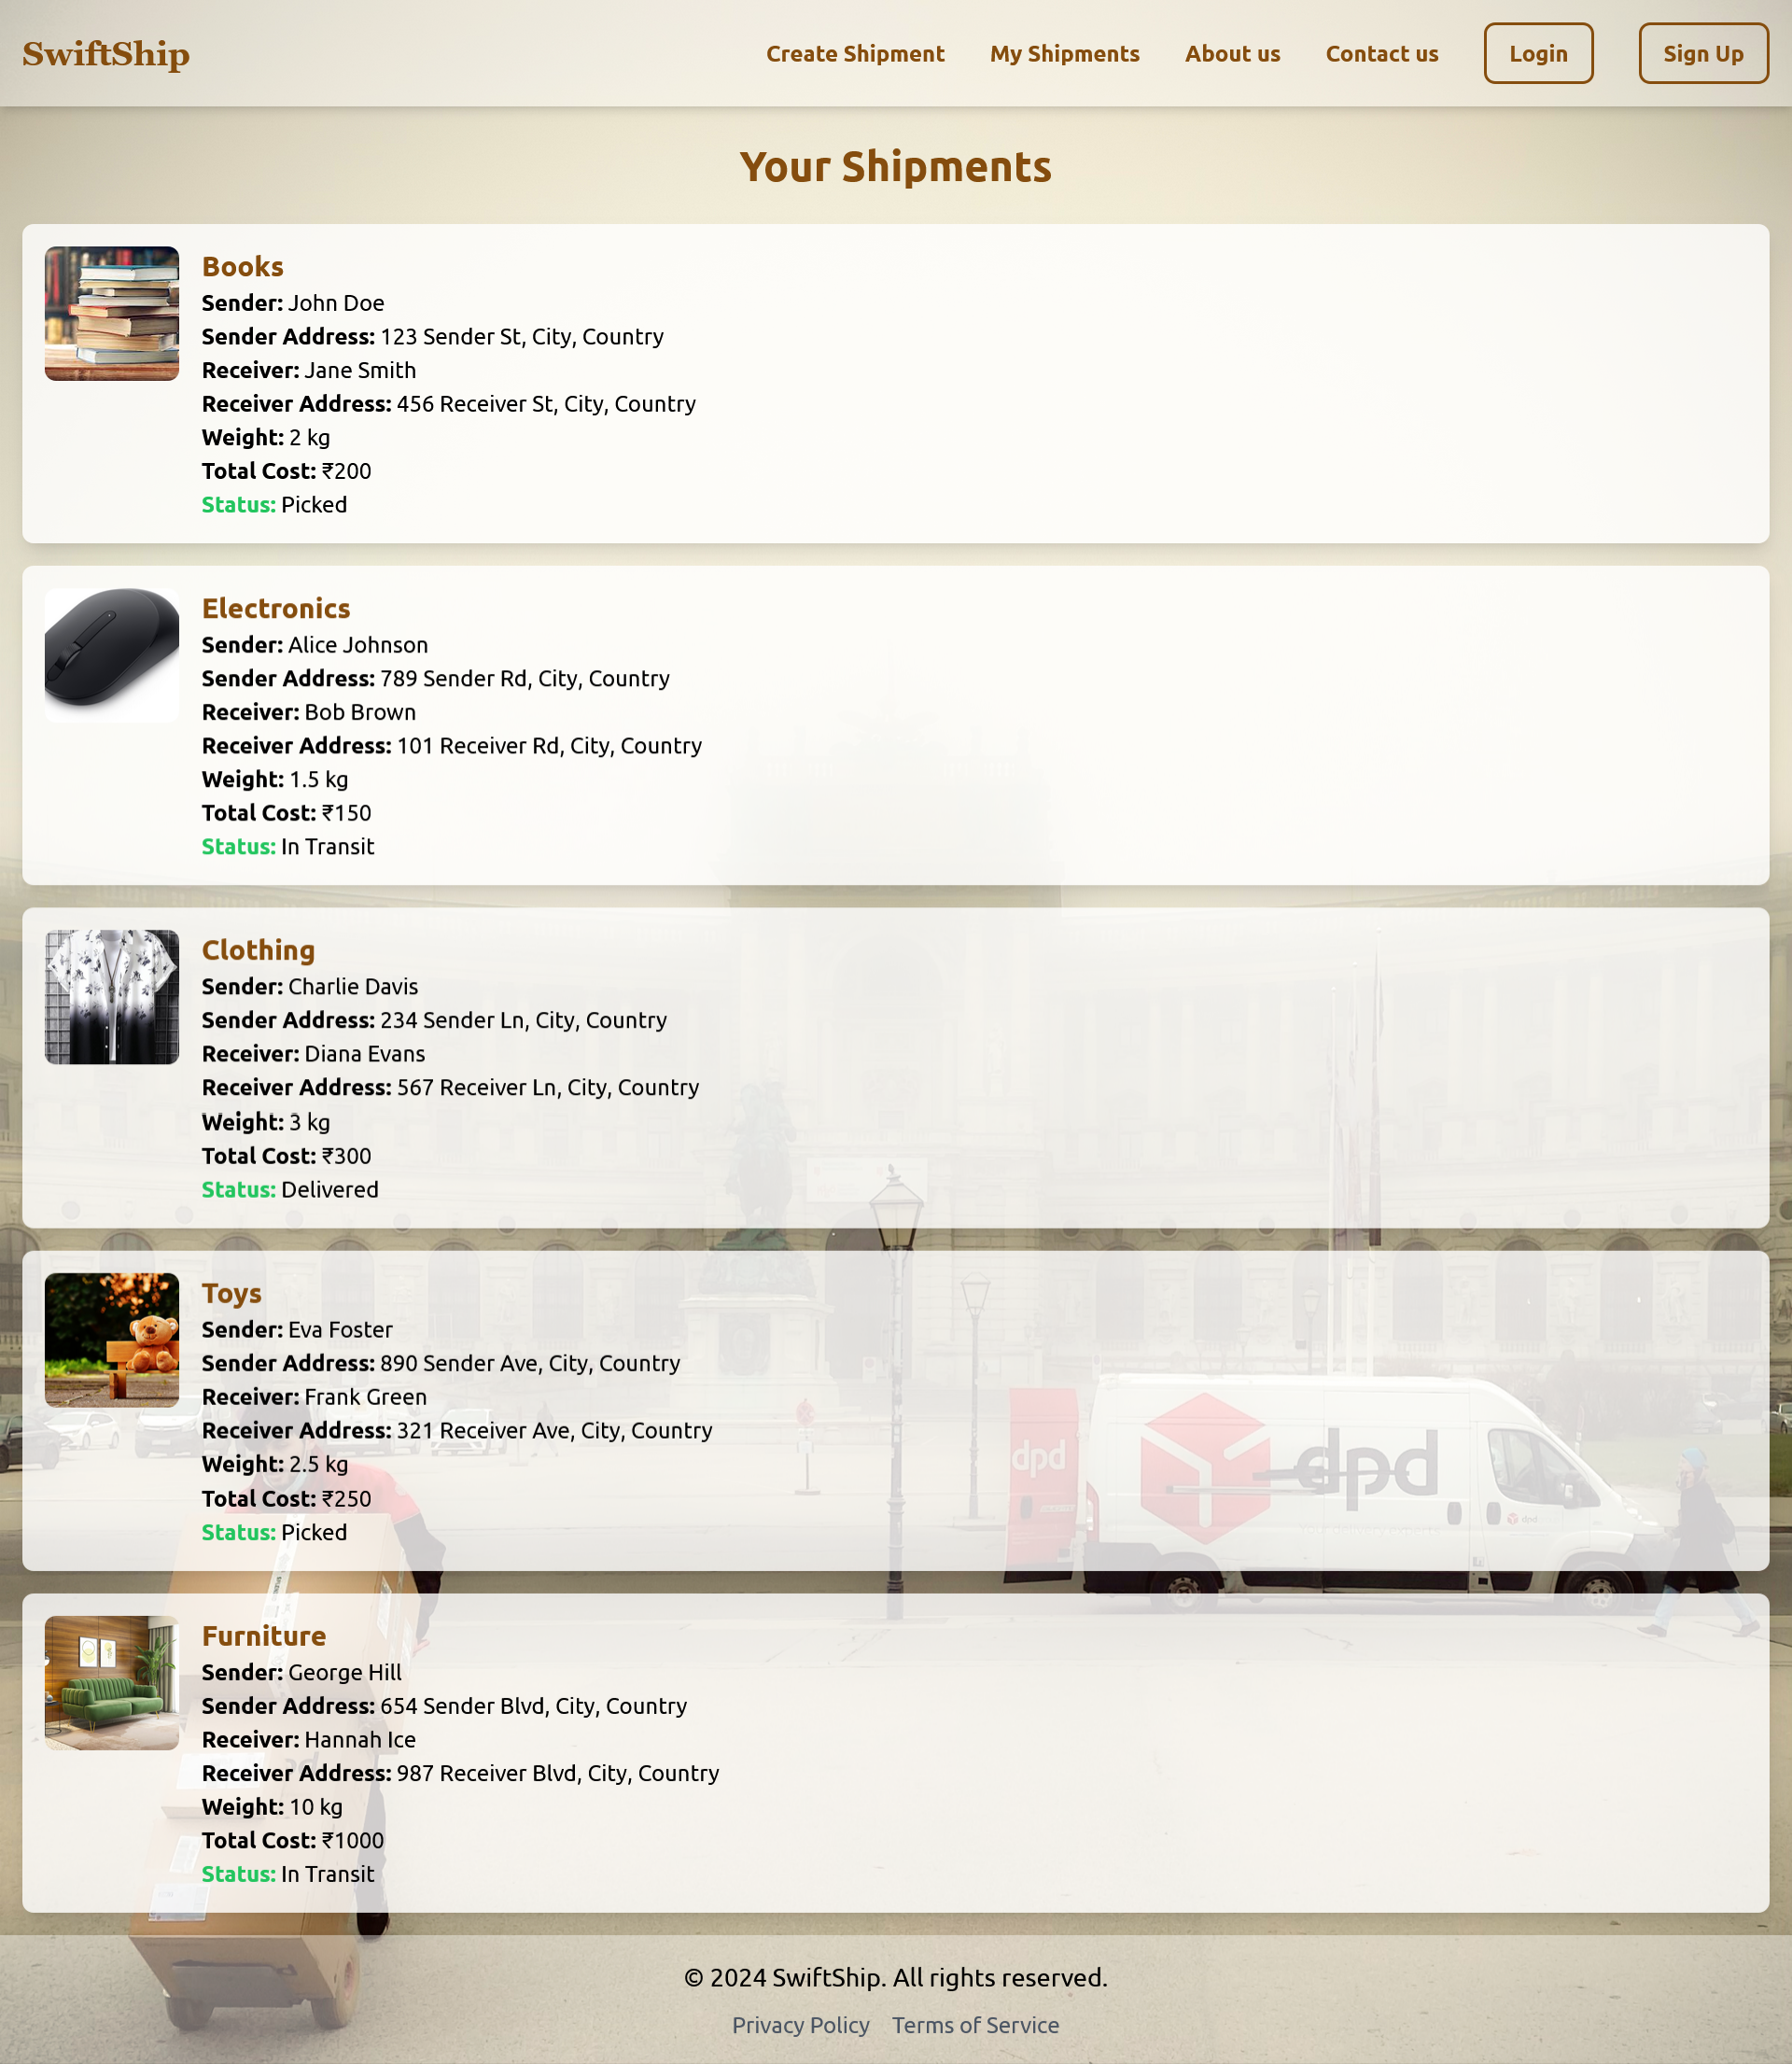 SwiftShip
Create Shipment
My Shipments
About us
Contact us
Login
Sign Up
Your Shipments
Books
Sender: John Doe
Sender Address: 123 Sender St, City, Country
Receiver: Jane Smith
Receiver Address: 456 Receiver St, City, Country
Weight: 2 kg
Total Cost: ₹200
Status: Picked
Electronics
Sender: Alice Johnson
Sender Address: 789 Sender Rd, City, Country
Receiver: Bob Brown
Receiver Address: 101 Receiver Rd, City, Country
Weight: 1.5 kg
Total Cost: ₹150
Status: In Transit
Clothing
Sender: Charlie Davis
Sender Address: 234 Sender Ln, City, Country
Receiver: Diana Evans
Receiver Address: 567 Receiver Ln, City, Country
Weight: 3 kg
Total Cost: ₹300
Status: Delivered
Toys
Sender: Eva Foster
Sender Address: 890 Sender Ave, City, Country
Receiver: Frank Green
Receiver Address: 321 Receiver Ave, City, Country
Weight: 2.5 kg
Total Cost: ₹250
Status: Picked
dpd
dpd
dpd
Furniture
Sender: George Hill
Sender Address: 654 Sender Blvd, City, Country
Receiver: Hannah Ice
Receiver Address: 987 Receiver Blvd, City, Country
Weight: 10 kg
Total Cost: ₹1000
Status: In Transit
© 2024 SwiftShip. All rights reserved.
Privacy Policy
Terms of Service